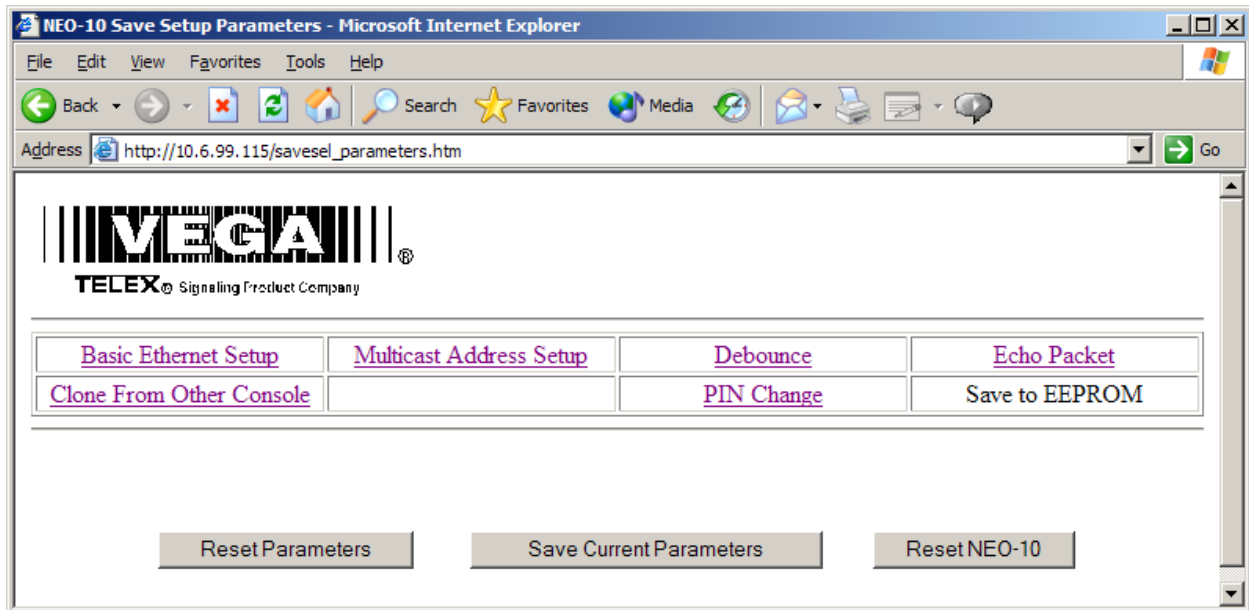 NEO-10 Save Setup Parameters - Microsoft Internet Explorer
File Edit View Favorites Tools Help
Back Search Favorites Media
Address http://10.6.99.115/savesel_parameters.htm Go
VEGA ®
TELEX® Signaling Product Company
Basic Ethernet Setup Multicast Address Setup Debounce Echo Packet
Clone From Other Console PIN Change Save to EEPROM
Reset Parameters Save Current Parameters Reset NEO-10